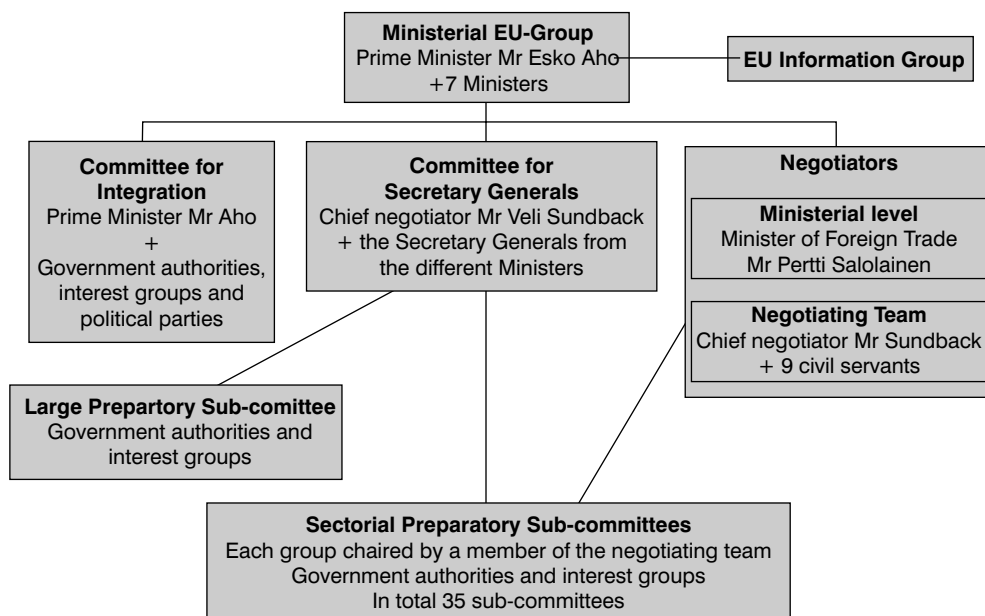 Ministerial EU-Group
Prime Minister Mr Esko Aho
+7 Ministers
EU Information Group
Committee for
Integration
Prime Minister Mr Aho
+
Government authorities,
interest groups and
political parties
Committee for
Secretary Generals
Chief negotiator Mr Veli Sundback
+ the Secretary Generals from
the different Ministers
Negotiators
Ministerial level
Minister of Foreign Trade
Mr Pertti Salolainen
Negotiating Team
Chief negotiator Mr Sundback
+ 9 civil servants
Large Prepartory Sub-comittee
Government authorities and
interest groups
Sectorial Preparatory Sub-committees
Each group chaired by a member of the negotiating team
Government authorities and interest groups
In total 35 sub-committees